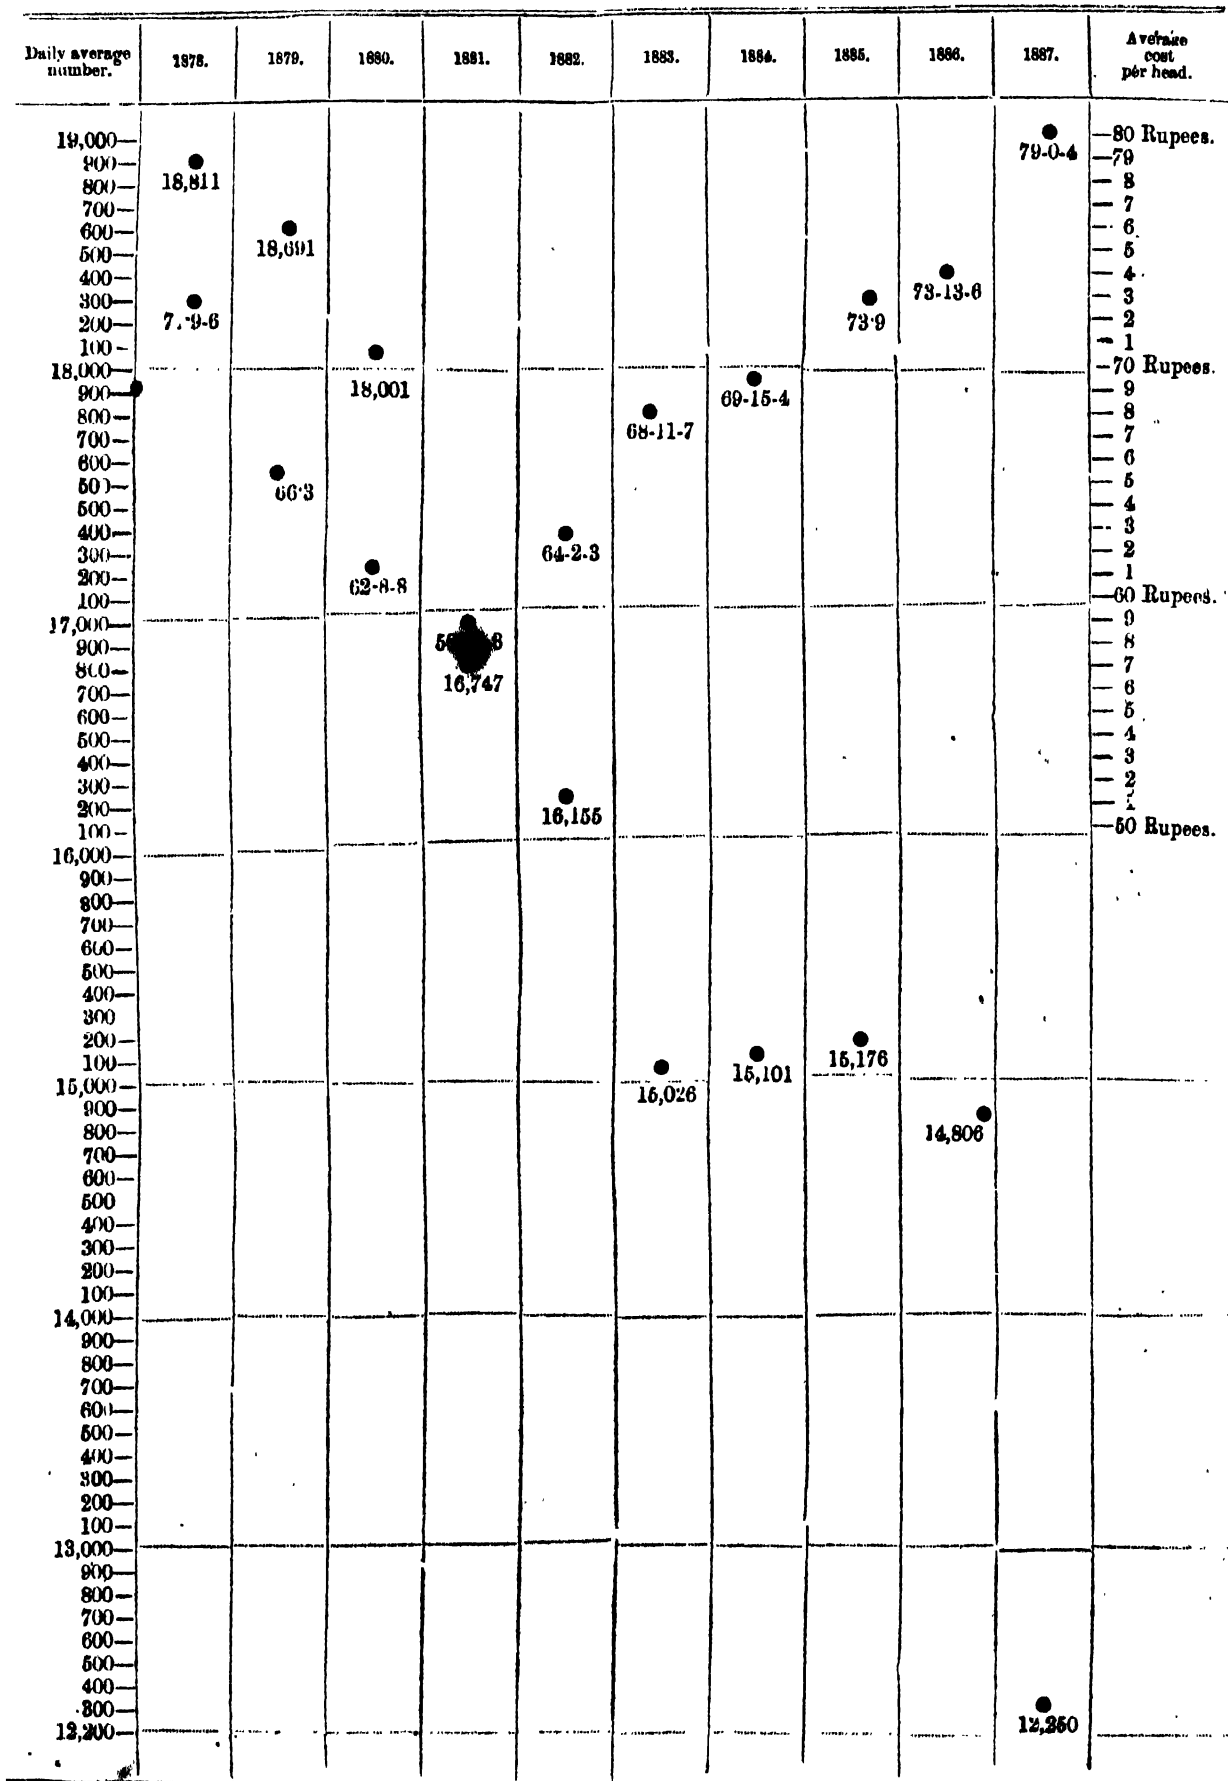 Daily average number. 1878. 1879. 1880. 1881. 1882. 1883. 1884. 1885. 1886. 1887. Average cost per head.
19,000— —80 Rupees.
79-0-4
900— —79
18,811
800— — 8
700— — 7
600— — 6
18,691
500— — 5
400— — 4
73-13-6
300— — 3
7 -9-6 73·9
200— — 2
100— — 1
18,000— —70 Rupees.
18,001 69-15-4
900— — 9
800— — 8
68-11-7
700— — 7
600— — 6
500— — 5
66·3
500— — 4
400— — 3
64-2-3
300— — 2
200— — 1
62-8-8
100— —60 Rupees.
17,000— — 9
900— — 8
800— — 7
16,747
700— — 6
600— — 5
500— — 4
400— — 3
300— — 2
200— — 1
16,155
100— —50 Rupees.
16,000—
900—
800—
700—
600—
500—
400—
300
200—
100—
15,101 15,176
15,000—
15,026
900—
800—
14,806
700—
600—
500
400—
300—
200—
100—
14,000—
900—
800—
700—
600—
500—
400—
300—
200—
100—
13,000—
900—
800—
700—
600—
500—
400—
300—
12,250
12,200—